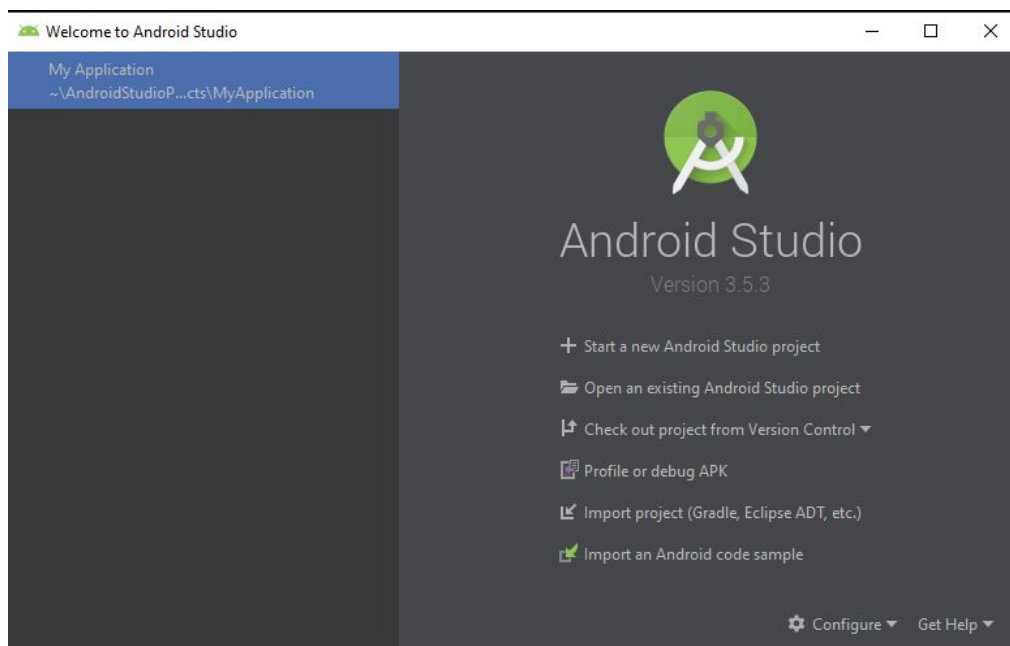 Welcome to Android Studio
My Application
~\AndroidStudioP...cts\MyApplication
Android Studio
Version 3.5.3
Start a new Android Studio project
Open an existing Android Studio project
Check out project from Version Control
Profile or debug APK
Import project (Gradle, Eclipse ADT, etc.)
Import an Android code sample
Configure Get Help